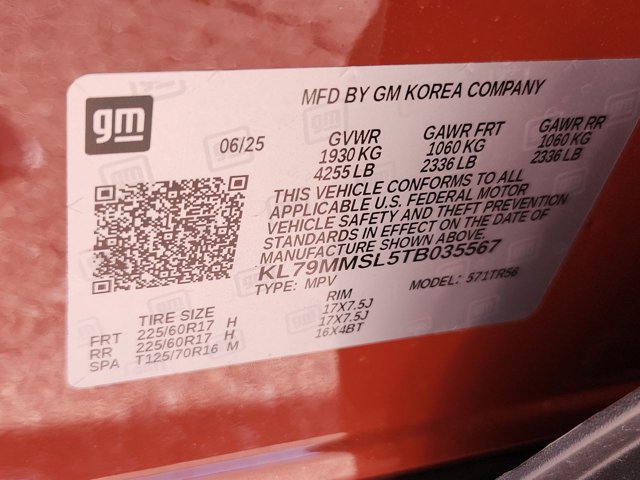 gm
MFD BY GM KOREA COMPANY
06/25
GVWR
1930 KG
4255 LB
GAWR FRT
1060 KG
2336 LB
GAWR RR
1060 KG
2336 LB
THIS VEHICLE CONFORMS TO ALL
APPLICABLE U.S. FEDERAL MOTOR
VEHICLE SAFETY AND THEFT PREVENTION
STANDARDS IN EFFECT ON THE DATE OF
MANUFACTURE SHOWN ABOVE.
KL79MMSL5TB035567
TYPE: MPV MODEL: 571TR56
TIRE SIZE RIM
FRT 225/60R17 H 17X7.5J
RR 225/60R17 H 17X7.5J
SPA T125/70R16 M 16X4BT